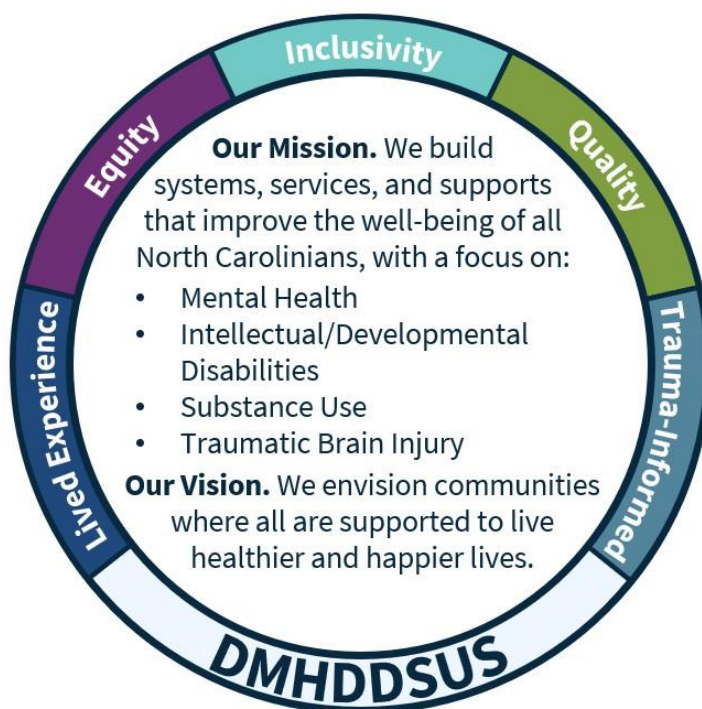 Inclusivity
Equity
Quality
Lived Experience
Trauma-Informed
Our Mission. We build
systems, services, and supports
that improve the well-being of all
North Carolinians, with a focus on:
• Mental Health
• Intellectual/Developmental
Disabilities
• Substance Use
• Traumatic Brain Injury
Our Vision. We envision communities
where all are supported to live
healthier and happier lives.
DMHDDSUS